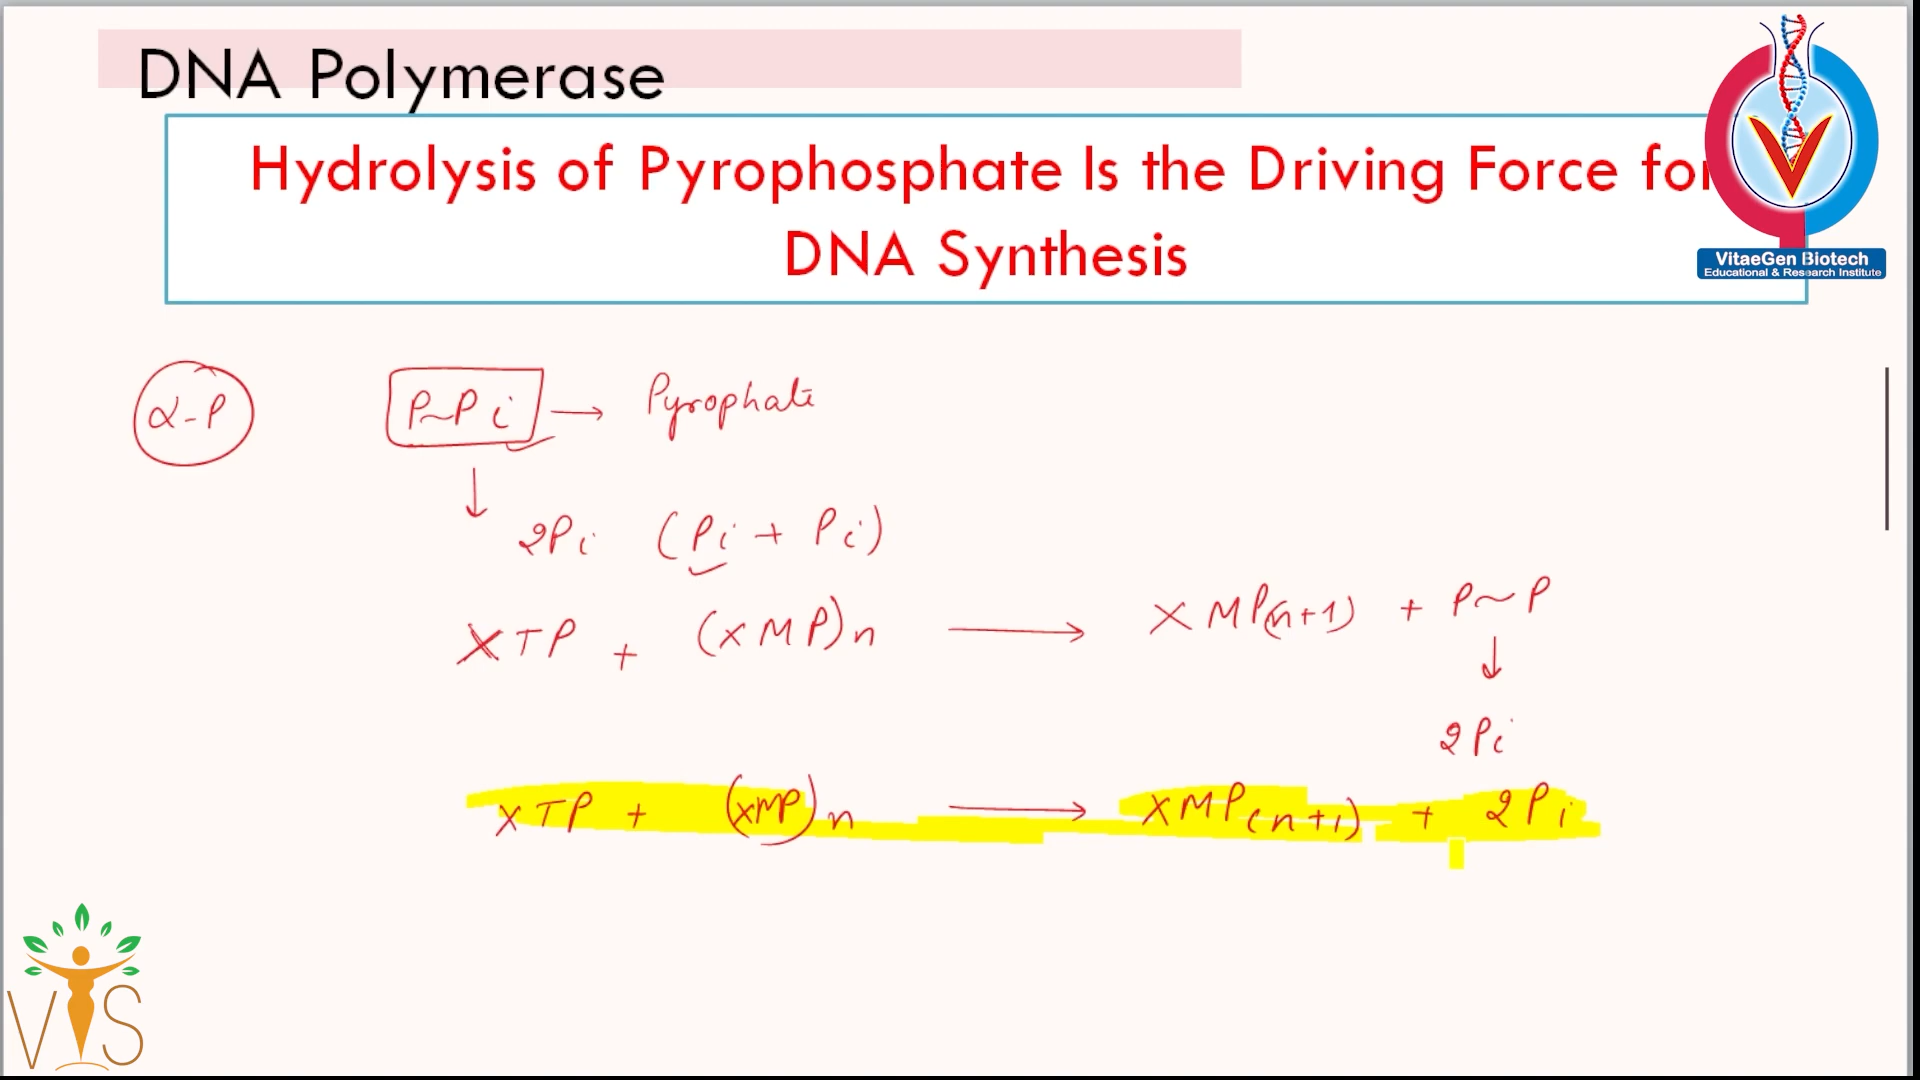 DNA Polymerase
Hydrolysis of Pyrophosphate Is the Driving Force for
DNA Synthesis
VitaeGen Biotech
Educational & Research Institute
α-P P~Pi → Pyrophate
↓
2Pi (Pi + Pi)
XTP + (XMP)n → XMP(n+1) + P~P
↓
2Pi
XTP + (XMP)n → XMP(n+1) + 2Pi
VIS